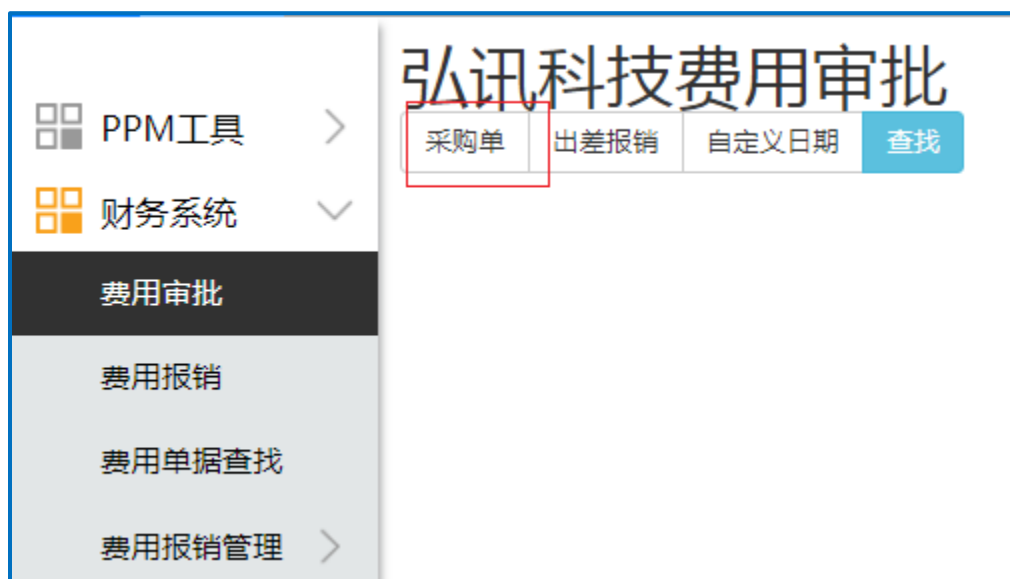 弘讯科技费用审批
采购单 出差报销 自定义日期 查找
PPM工具
财务系统
费用审批
费用报销
费用单据查找
费用报销管理